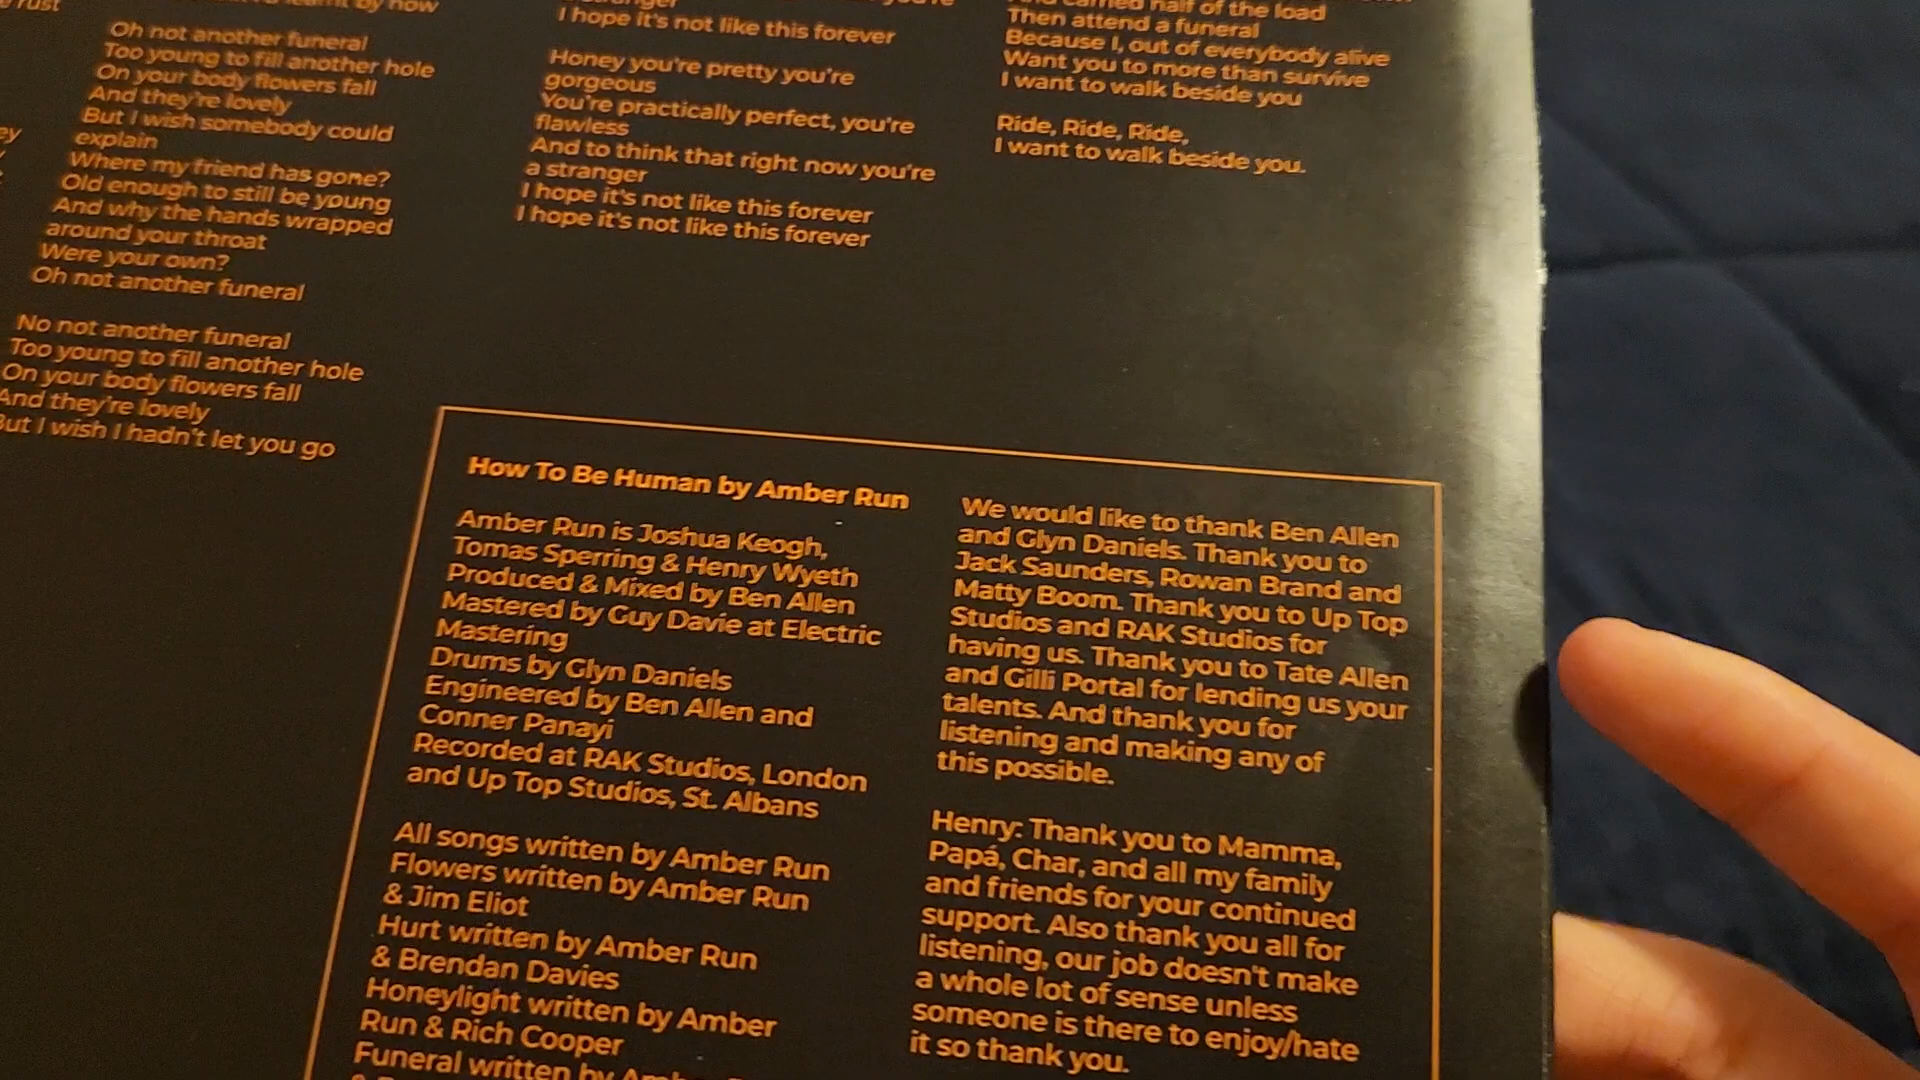 rust
by now
Oh not another funeral
Too young to fill another hole
On your body flowers fall
And they're lovely
But I wish somebody could
explain
Where my friend has gone?
Old enough to still be young
And why the hands wrapped
around your throat
Were your own?
Oh not another funeral
No not another funeral
Too young to fill another hole
On your body flowers fall
And they're lovely
But I wish I hadn't let you go
I hope it's not like this forever
Honey you're pretty you're
gorgeous
You're practically perfect, you're
flawless
And to think that right now you're
a stranger
I hope it's not like this forever
I hope it's not like this forever
And carried half of the load
Then attend a funeral
Because I, out of everybody alive
Want you to more than survive
I want to walk beside you
Ride, Ride, Ride,
I want to walk beside you.
How To Be Human by Amber Run
Amber Run is Joshua Keogh,
Tomas Sperring & Henry Wyeth
Produced & Mixed by Ben Allen
Mastered by Guy Davie at Electric
Mastering
Drums by Glyn Daniels
Engineered by Ben Allen and
Conner Panayi
Recorded at RAK Studios, London
and Up Top Studios, St. Albans
All songs written by Amber Run
Flowers written by Amber Run
& Jim Eliot
Hurt written by Amber Run
& Brendan Davies
Honeylight written by Amber
Run & Rich Cooper
Funeral written by
We would like to thank Ben Allen
and Glyn Daniels. Thank you to
Jack Saunders, Rowan Brand and
Matty Boom. Thank you to Up Top
Studios and RAK Studios for
having us. Thank you to Tate Allen
and Gilli Portal for lending us your
talents. And thank you for
listening and making any of
this possible.
Henry: Thank you to Mamma,
Papá, Char, and all my family
and friends for your continued
support. Also thank you all for
listening, our job doesn't make
a whole lot of sense unless
someone is there to enjoy/hate
it so thank you.